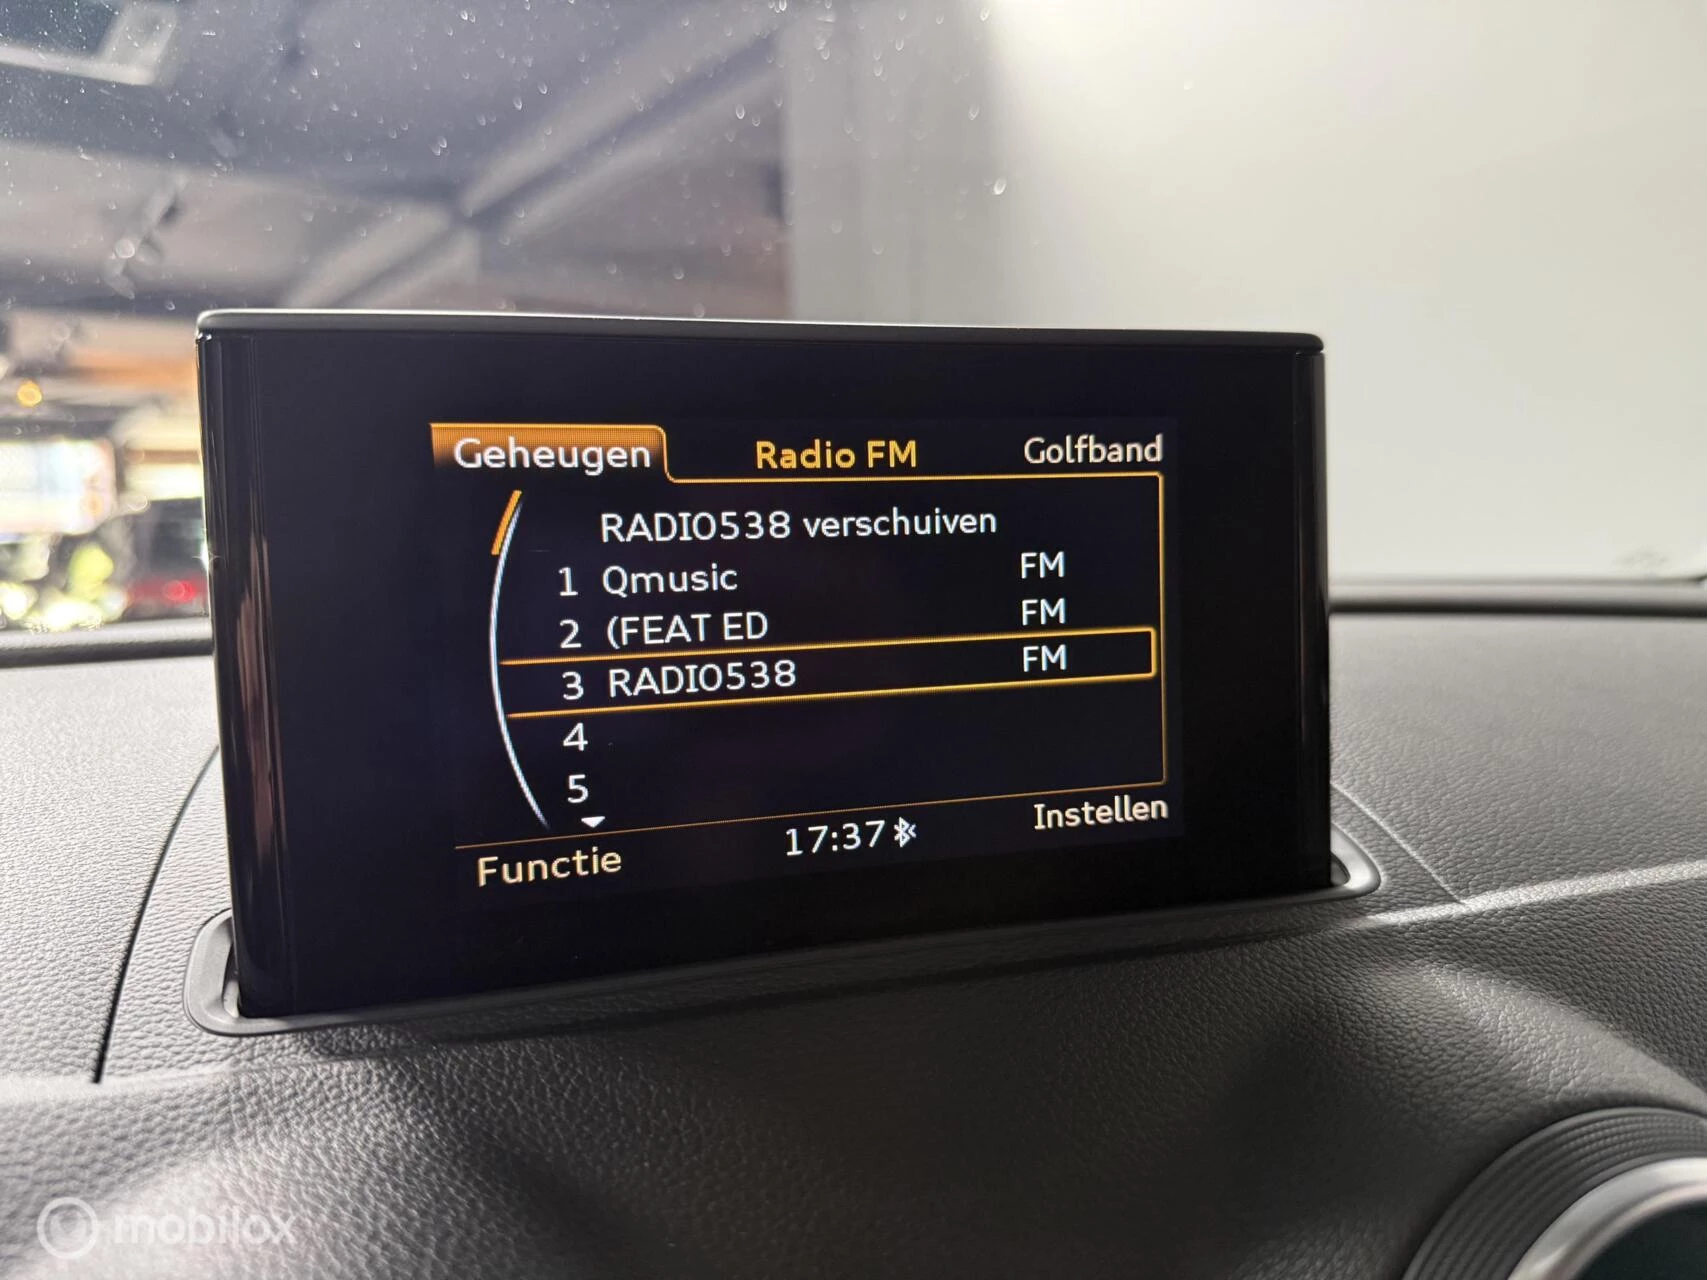 Geheugen Radio FM Golfband
RADIO538 verschuiven
1 Qmusic FM
2 (FEAT ED FM
3 RADIO538 FM
4
5
Functie 17:37 Instellen
mobilox